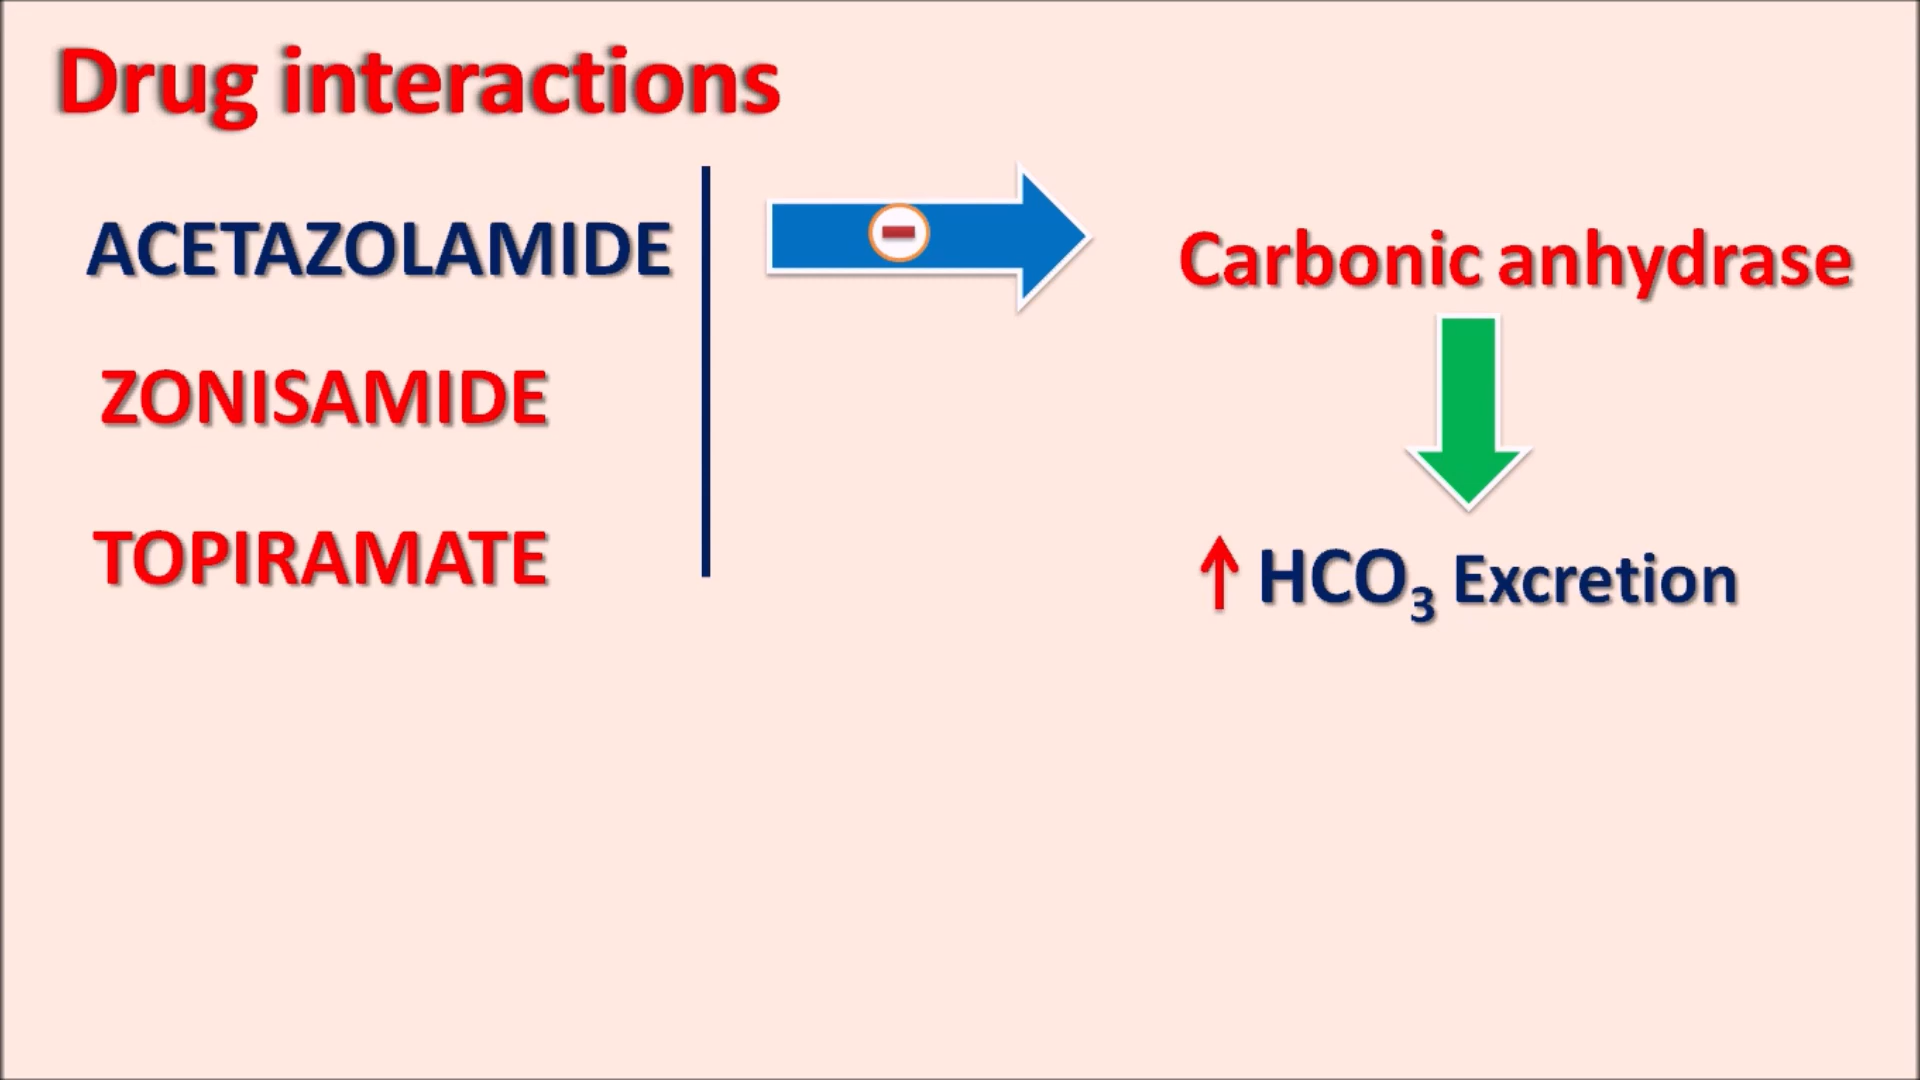 Drug interactions
ACETAZOLAMIDE
Carbonic anhydrase
ZONISAMIDE
TOPIRAMATE
↑ HCO₃ Excretion